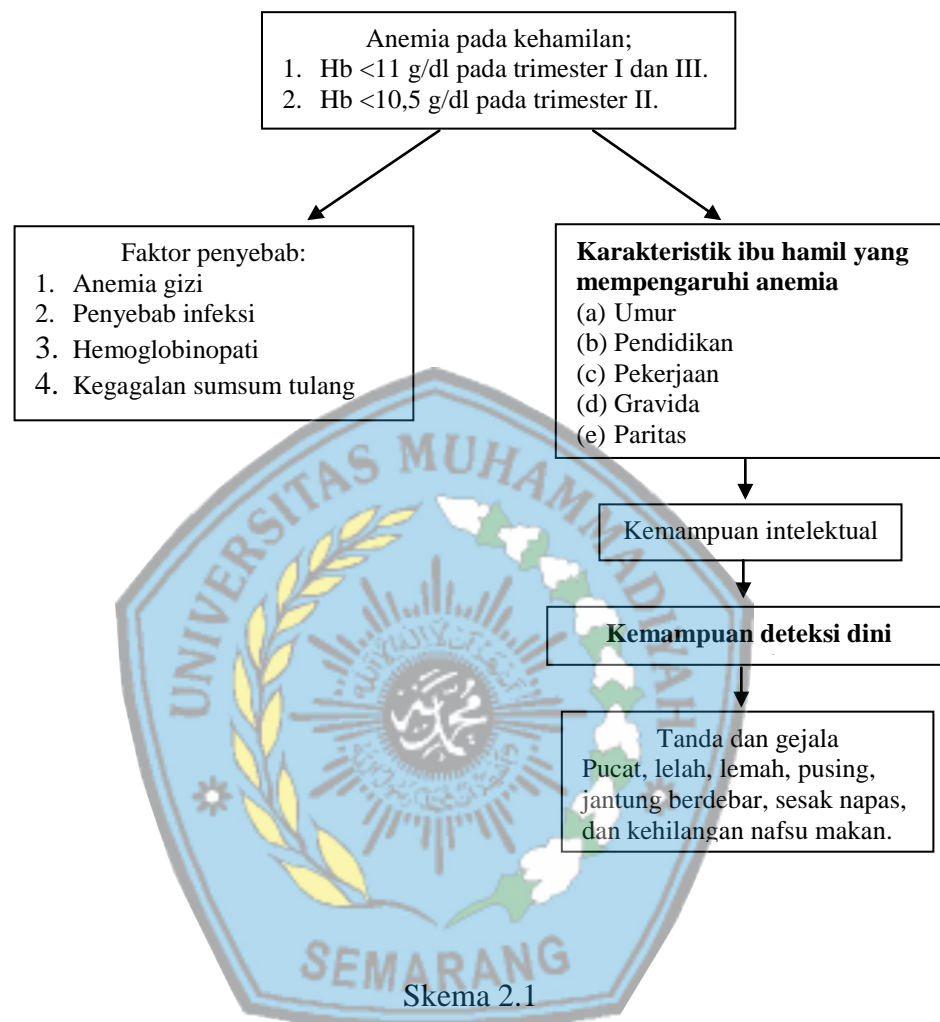 Anemia pada kehamilan;
1. Hb <11 g/dl pada trimester I dan III.
2. Hb <10,5 g/dl pada trimester II.
Faktor penyebab:
1. Anemia gizi
2. Penyebab infeksi
3. Hemoglobinopati
4. Kegagalan sumsum tulang
Karakteristik ibu hamil yang
mempengaruhi anemia
(a) Umur
(b) Pendidikan
(c) Pekerjaan
(d) Gravida
(e) Paritas
Kemampuan intelektual
Kemampuan deteksi dini
Tanda dan gejala
Pucat, lelah, lemah, pusing,
jantung berdebar, sesak napas,
dan kehilangan nafsu makan.
UNIVERSITAS MUHAMMADIYAH
SEMARANG
Skema 2.1